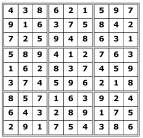 4 3 8 6 2 1 5 9 7
9 1 6 3 7 5 8 4 2
7 2 5 9 4 8 6 3 1
5 8 9 4 1 2 7 6 3
1 6 2 8 3 7 4 5 9
3 7 4 5 9 6 2 1 8
8 5 7 1 6 3 9 2 4
6 4 3 2 8 9 1 7 5
2 9 1 7 5 4 3 8 6